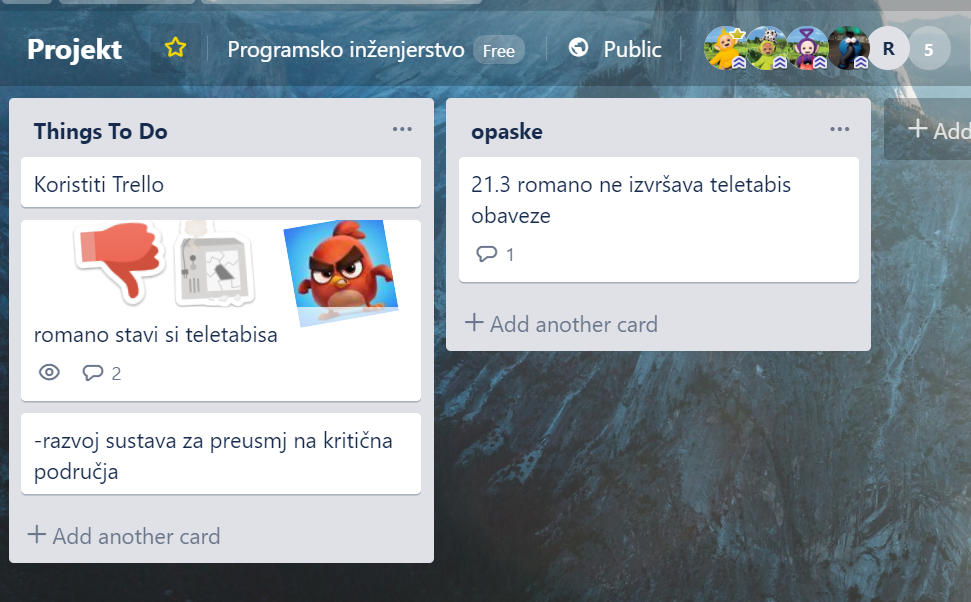 Projekt
Programsko inženjerstvo
Free
Public
R
5
Things To Do
Koristiti Trello
romano stavi si teletabisa
2
-razvoj sustava za preusmj na kritična
područja
Add another card
opaske
21.3 romano ne izvršava teletabis
obaveze
1
Add another card
Add